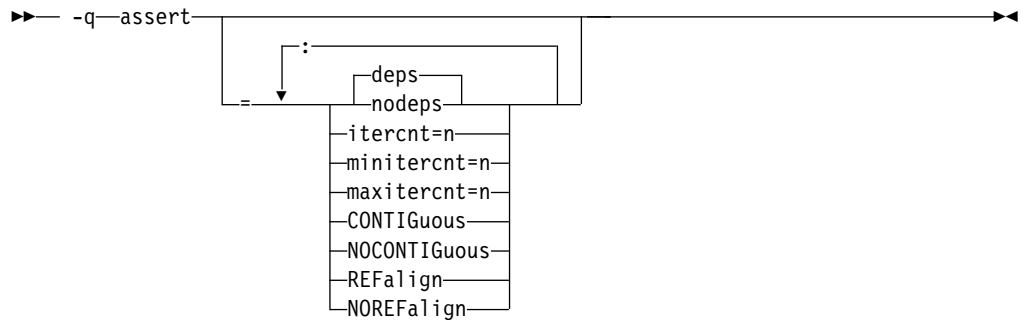 -q assert
:
deps
= nodeps
itercnt=n
minitercnt=n
maxitercnt=n
CONTIGuous
NOCONTIGuous
REFalign
NOREFalign